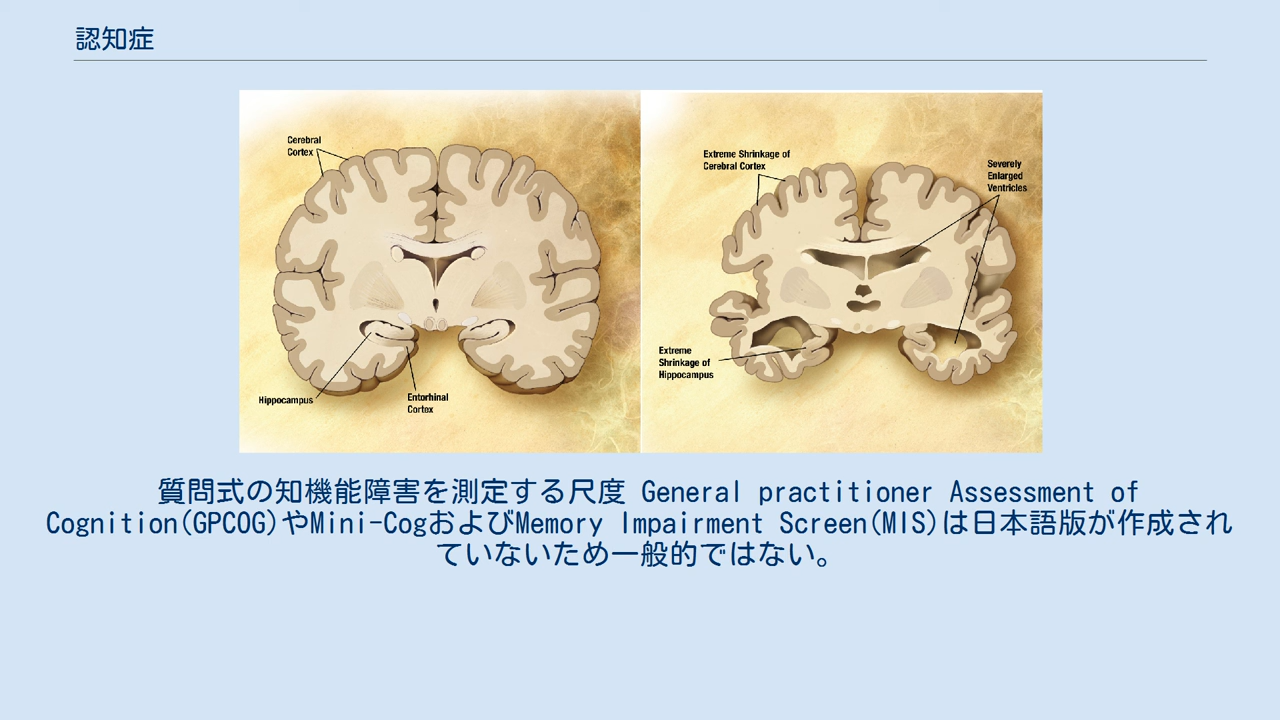 認知症
Cerebral
Cortex
Hippocampus
Entorhinal
Cortex
Extreme Shrinkage of
Cerebral Cortex
Severely
Enlarged
Ventricles
Extreme
Shrinkage of
Hippocampus
質問式の知機能障害を測定する尺度 General practitioner Assessment of
Cognition(GPCOG)やMini-CogおよびMemory Impairment Screen(MIS)は日本語版が作成され
ていないため一般的ではない。